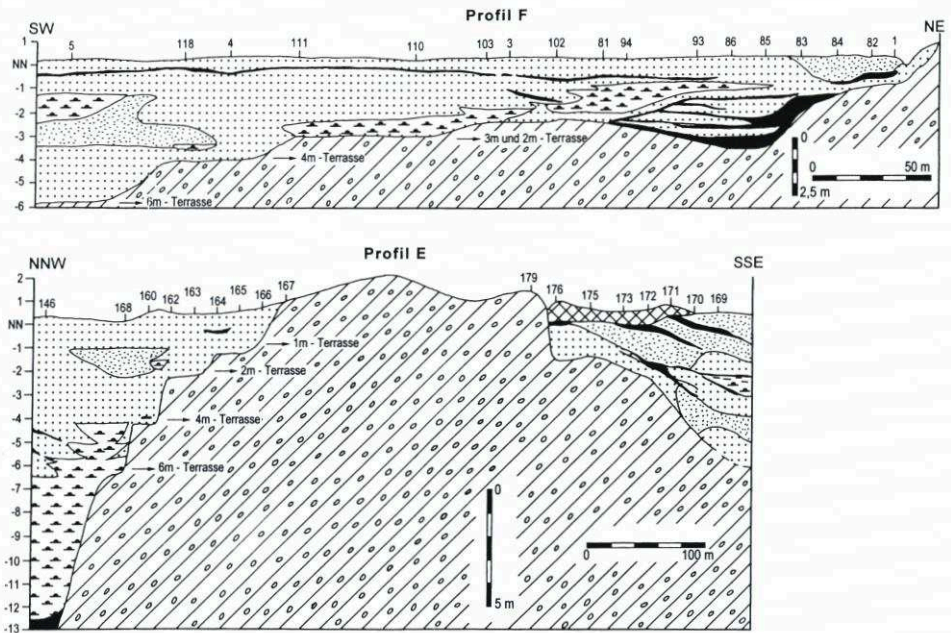 Profil F
SW NE
5 118 4 111 110 103 3 102 81 94 93 86 85 83 84 82 1
1
NN
-1
-2
-3
-4
-5
-6
3m und 2m - Terrasse
4m - Terrasse
6m - Terrasse
0
2,5 m
0 50 m
Profil E
NNW SSE
146 168 160 162 163 164 165 166 167 179 176 175 173 172 171 170 169
2
1
NN
-1
-2
-3
-4
-5
-6
-7
-8
-9
-10
-11
-12
-13
1m - Terrasse
2m - Terrasse
4m - Terrasse
6m - Terrasse
0
5 m
0 100 m